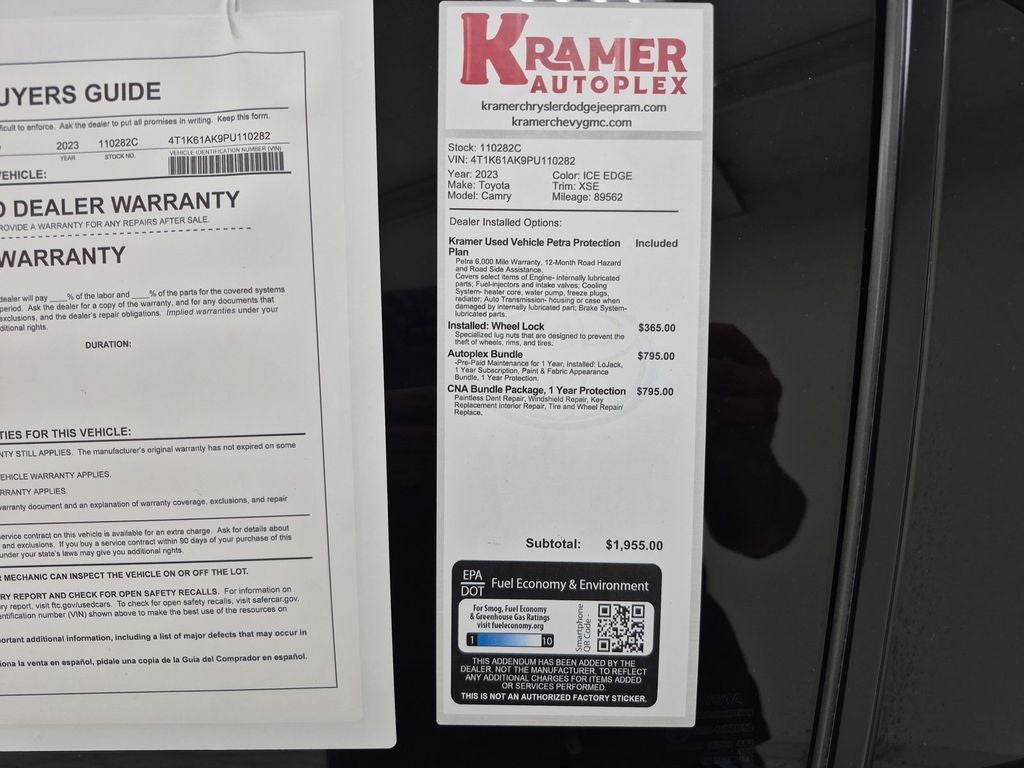 UYERS GUIDE
ficult to enforce. Ask the dealer to put all promises in writing. Keep this form.
2023 110282C 4T1K61AK9PU110282
YEAR STOCK NO. VEHICLE IDENTIFICATION NUMBER (VIN)
VEHICLE:
DEALER WARRANTY
ROVIDE A WARRANTY FOR ANY REPAIRS AFTER SALE.
WARRANTY
dealer will pay ____% of the labor and ____% of the parts for the covered systems
period. Ask the dealer for a copy of the warranty, and for any documents that
exclusions, and the dealer's repair obligations. Implied warranties under your
ditional rights.
DURATION:
TIES FOR THIS VEHICLE:
NTY STILL APPLIES. The manufacturer's original warranty has not expired on some
EHICLE WARRANTY APPLIES.
RRANTY APPLIES.
warranty document and an explanation of warranty coverage, exclusions, and repair
service contract on this vehicle is available for an extra charge. Ask for details about
and exclusions. If you buy a service contract within 90 days of your purchase of this
under your state's laws may give you additional rights.
MECHANIC CAN INSPECT THE VEHICLE ON OR OFF THE LOT.
RY REPORT AND CHECK FOR OPEN SAFETY RECALLS. For information on
ry report, visit ftc.gov/usedcars. To check for open safety recalls, visit safercar.gov.
entification number (VIN) shown above to make the best use of the resources on
portant additional information, including a list of major defects that may occur in
iona la venta en español, pidale una copia de la Guia del Comprador en español.
KRAMER
AUTOPLEX
kramerchryslerdodgejeepram.com
kramerchevygmc.com
Stock: 110282C
VIN: 4T1K61AK9PU110282
Year: 2023 Color: ICE EDGE
Make: Toyota Trim: XSE
Model: Camry Mileage: 89562
Dealer Installed Options:
Kramer Used Vehicle Petra Protection Included
Plan
Petra 6,000 Mile Warranty, 12-Month Road Hazard
and Road Side Assistance.
Covers select items of Engine- internally lubricated
parts; Fuel-injectors and intake valves; Cooling
System- heater core, water pump, freeze plugs,
radiator; Auto Transmission- housing or case when
damaged by internally lubricated part; Brake System-
lubricated parts.
Installed: Wheel Lock $365.00
Specialized lug nuts that are designed to prevent the
theft of wheels, rims, and tires.
Autoplex Bundle $795.00
-Pre-Paid Maintenance for 1 Year, Installed: LoJack,
1 Year Subscription, Paint & Fabric Appearance
Bundle, 1 Year Protection.
CNA Bundle Package, 1 Year Protection $795.00
Paintless Dent Repair, Windshield Repair, Key
Replacement Interior Repair, Tire and Wheel Repair/
Replace.
Subtotal: $1,955.00
EPA
DOT Fuel Economy & Environment
For Smog, Fuel Economy
& Greenhouse Gas Ratings
visit fueleconomy.org
1 10
Smartphone
QR Code -
THIS ADDENDUM HAS BEEN ADDED BY THE
DEALER, NOT THE MANUFACTURER, TO REFLECT
ANY ADDITIONAL CHARGES FOR ITEMS ADDED
OR SERVICES PERFORMED.
THIS IS NOT AN AUTHORIZED FACTORY STICKER.